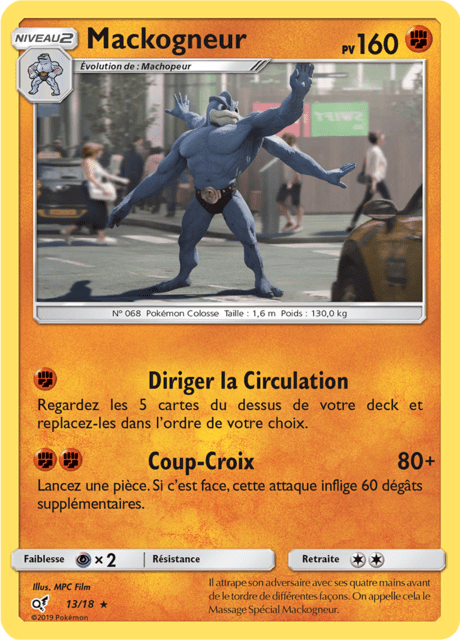 NIVEAU 2
Mackogneur
PV 160
Évolution de : Machopeur
SWIFT
N° 068 Pokémon Colosse Taille : 1,6 m Poids : 130,0 kg
Diriger la Circulation
Regardez les 5 cartes du dessus de votre deck et
replacez-les dans l'ordre de votre choix.
Coup-Croix 80+
Lancez une pièce. Si c'est face, cette attaque inflige 60 dégâts
supplémentaires.
Faiblesse × 2 Résistance Retraite
Illus. MPC Film
13/18 ★
©2019 Pokémon
Il attrape son adversaire avec ses quatre mains avant
de le tordre de différentes façons. On appelle cela le
Massage Spécial Mackogneur.